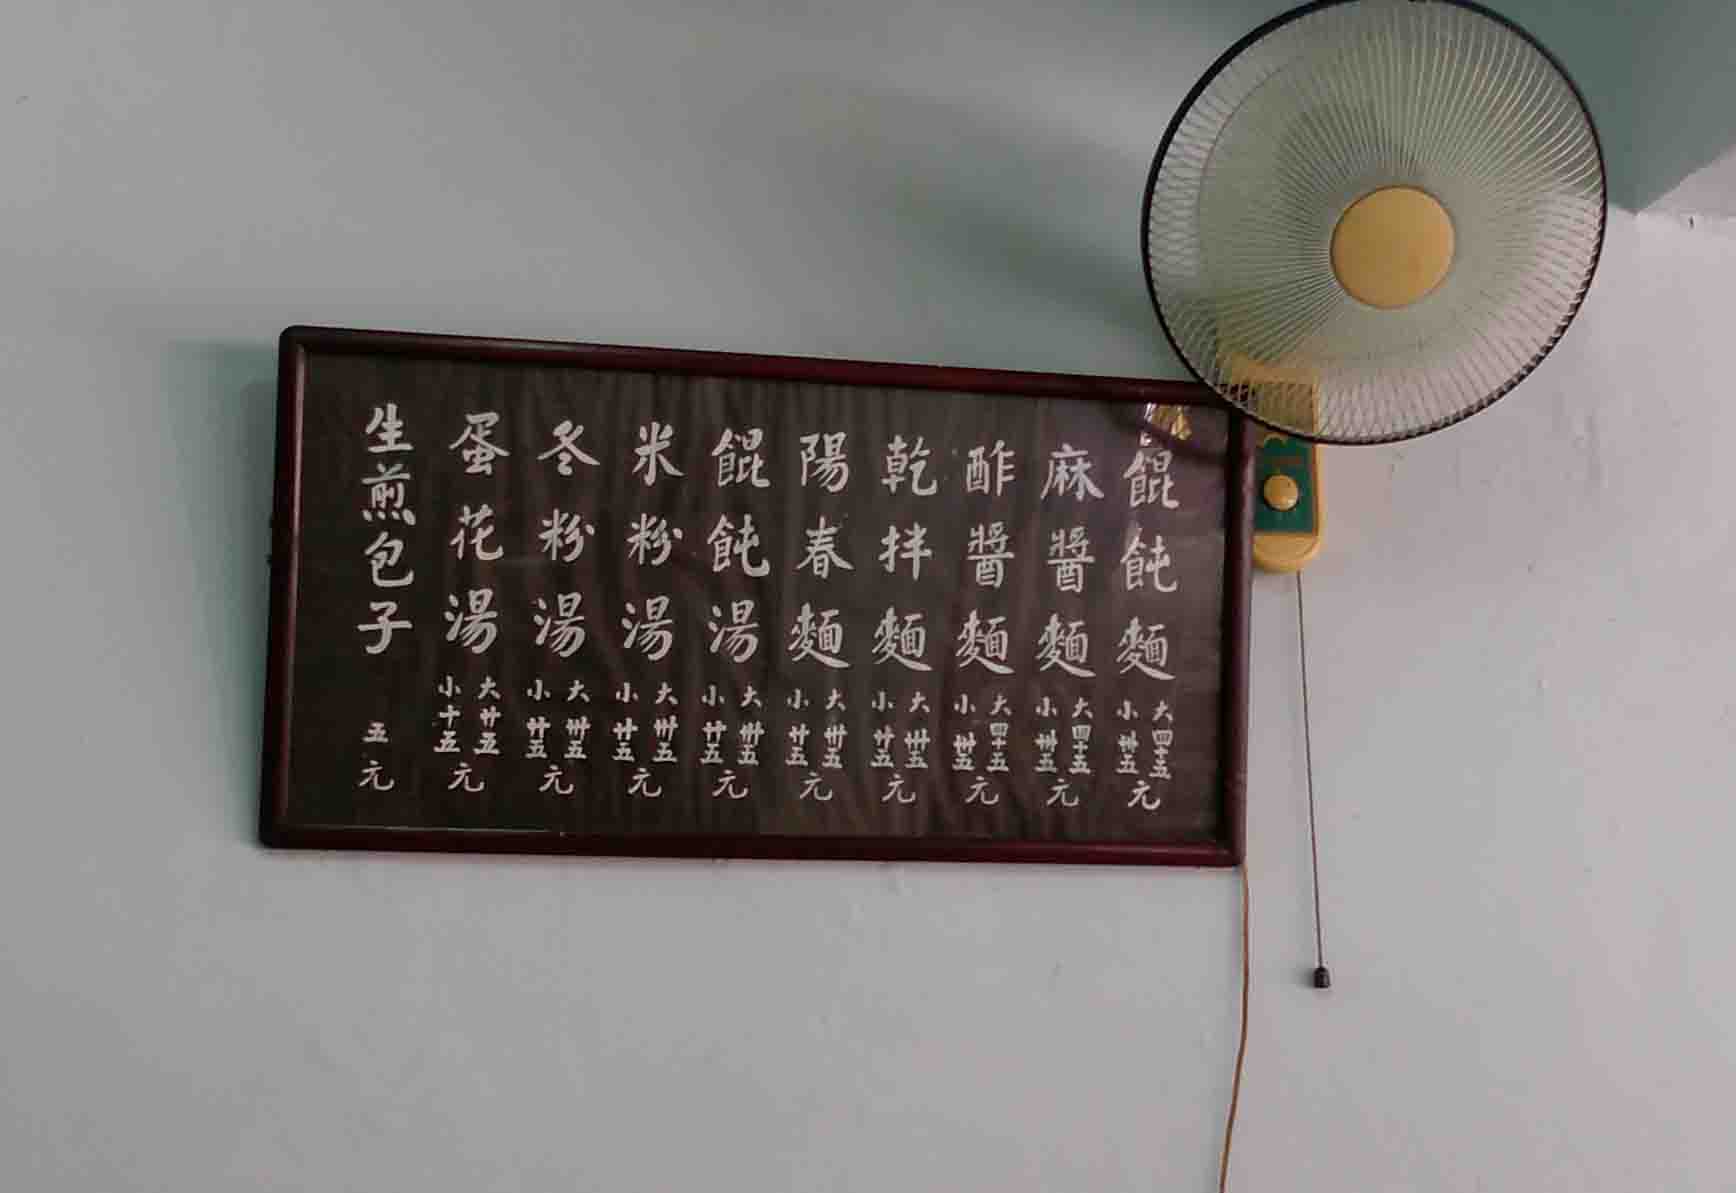 餛飩麵 大四十五 小卅五 元
麻醬麵 大四十五 小卅五 元
酢醬麵 大四十五 小卅五 元
乾拌麵 大卅五 小廿五 元
陽春麵 大卅五 小廿五 元
餛飩湯 大卅五 小廿五 元
米粉湯 大卅五 小廿五 元
冬粉湯 大卅五 小廿五 元
蛋花湯 大廿五 小十五 元
生煎包子 五元